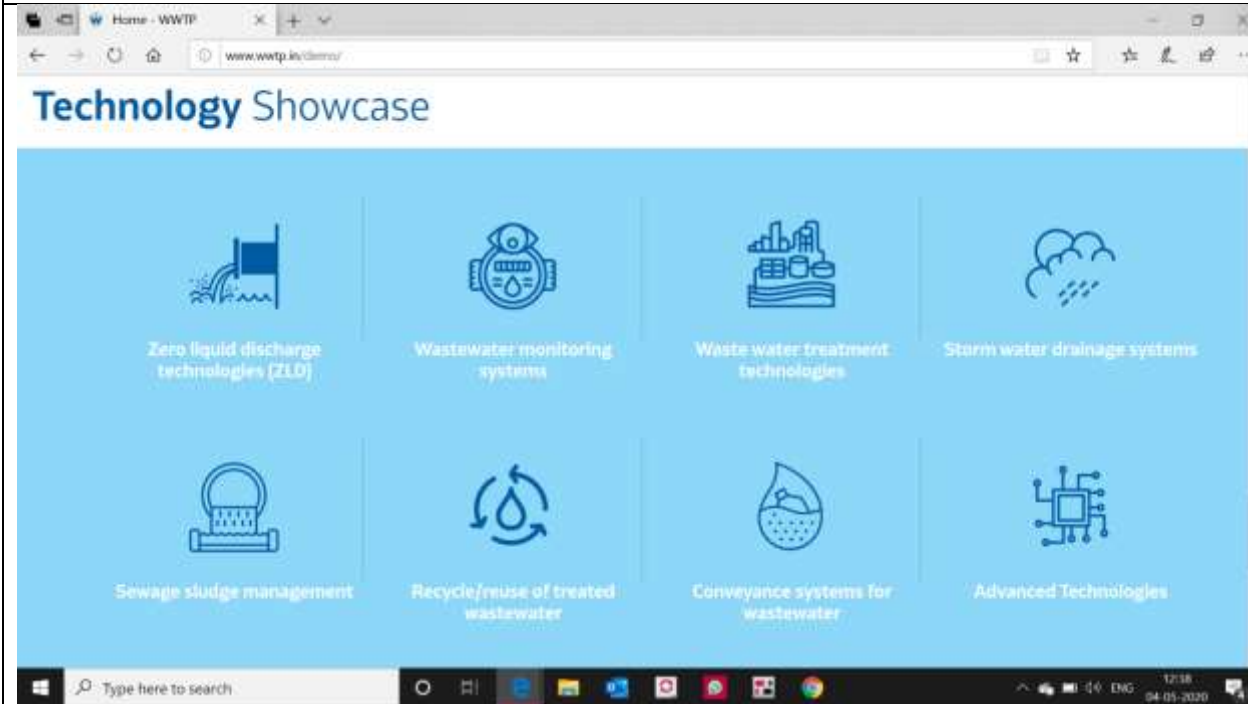 Home - WWTP
www.wwtp.in/demo/
Technology Showcase
Zero liquid discharge
technologies (ZLD)
Wastewater monitoring
systems
Waste water treatment
technologies
Storm water drainage systems
Sewage sludge management
Recycle/reuse of treated
wastewater
Conveyance systems for
wastewater
Advanced Technologies
Type here to search
ENG
12:58
04-05-2020